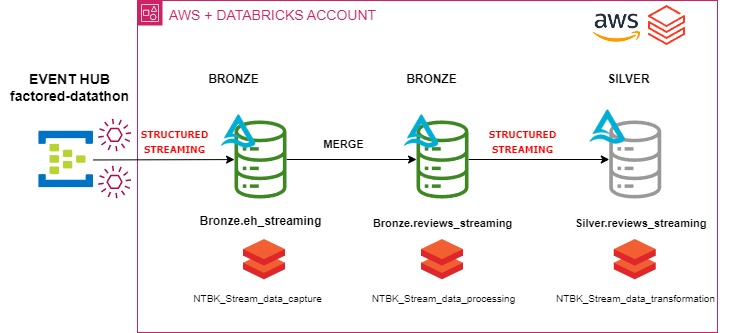 AWS + DATABRICKS ACCOUNT
aws
EVENT HUB
factored-datathon
BRONZE
BRONZE
SILVER
STRUCTURED
STREAMING
MERGE
STRUCTURED
STREAMING
Bronze.eh_streaming
Bronze.reviews_streaming
Silver.reviews_streaming
NTBK_Stream_data_capture
NTBK_Stream_data_processing
NTBK_Stream_data_transformation